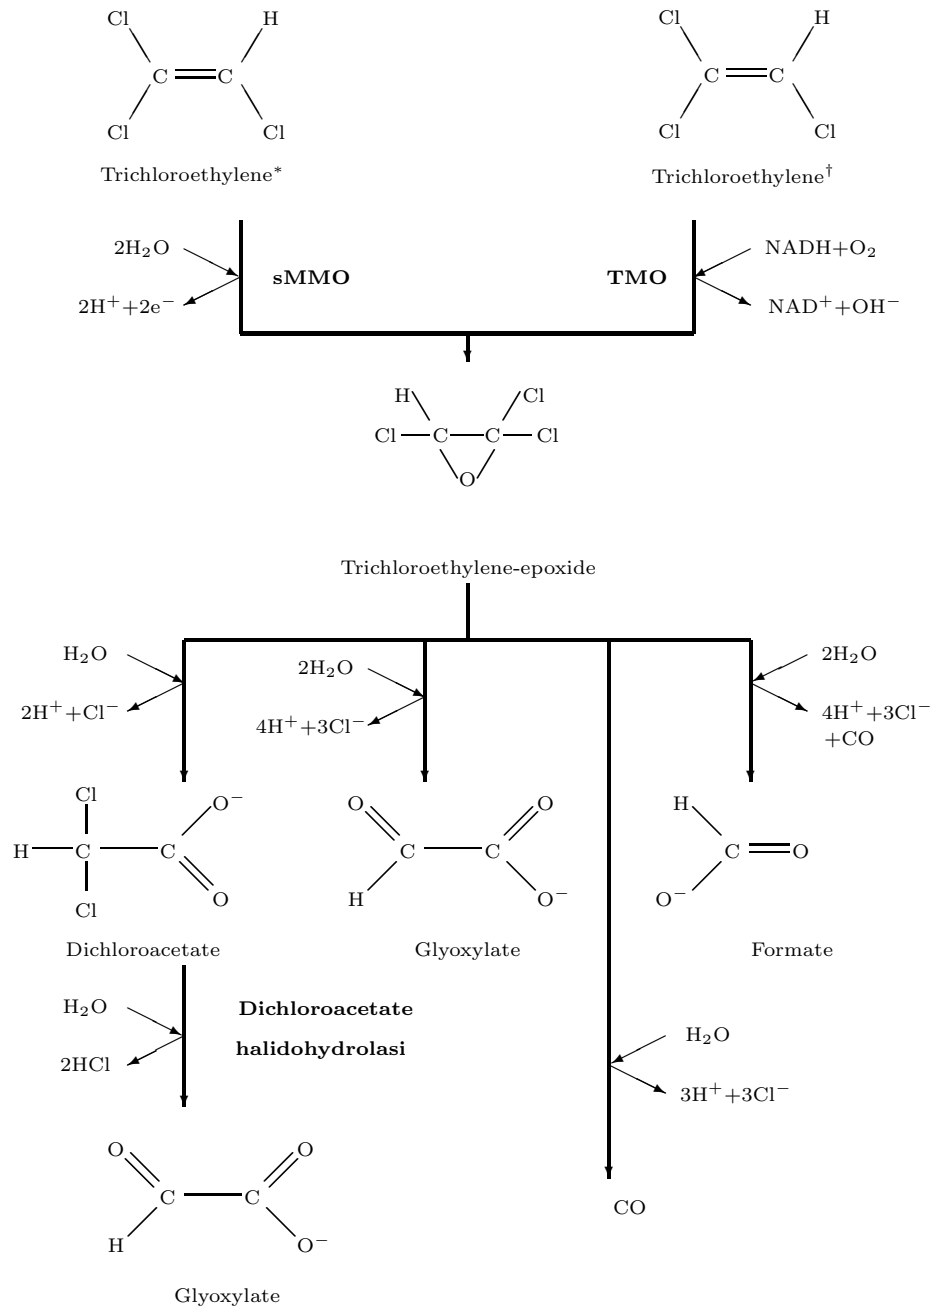 Cl H
C C
Cl Cl
Trichloroethylene*
Cl H
C C
Cl Cl
Trichloroethylene†
2H₂O
2H⁺+2e⁻
sMMO
TMO
NADH+O₂
NAD⁺+OH⁻
H Cl
Cl C C Cl
O
Trichloroethylene-epoxide
H₂O
2H⁺+Cl⁻
2H₂O
4H⁺+3Cl⁻
2H₂O
4H⁺+3Cl⁻
+CO
Cl O⁻
H C C
Cl O
Dichloroacetate
O O
C C
H O⁻
Glyoxylate
H
C O
O⁻
Formate
H₂O
2HCl
Dichloroacetate
halidohydrolasi
H₂O
3H⁺+3Cl⁻
CO
O O
C C
H O⁻
Glyoxylate